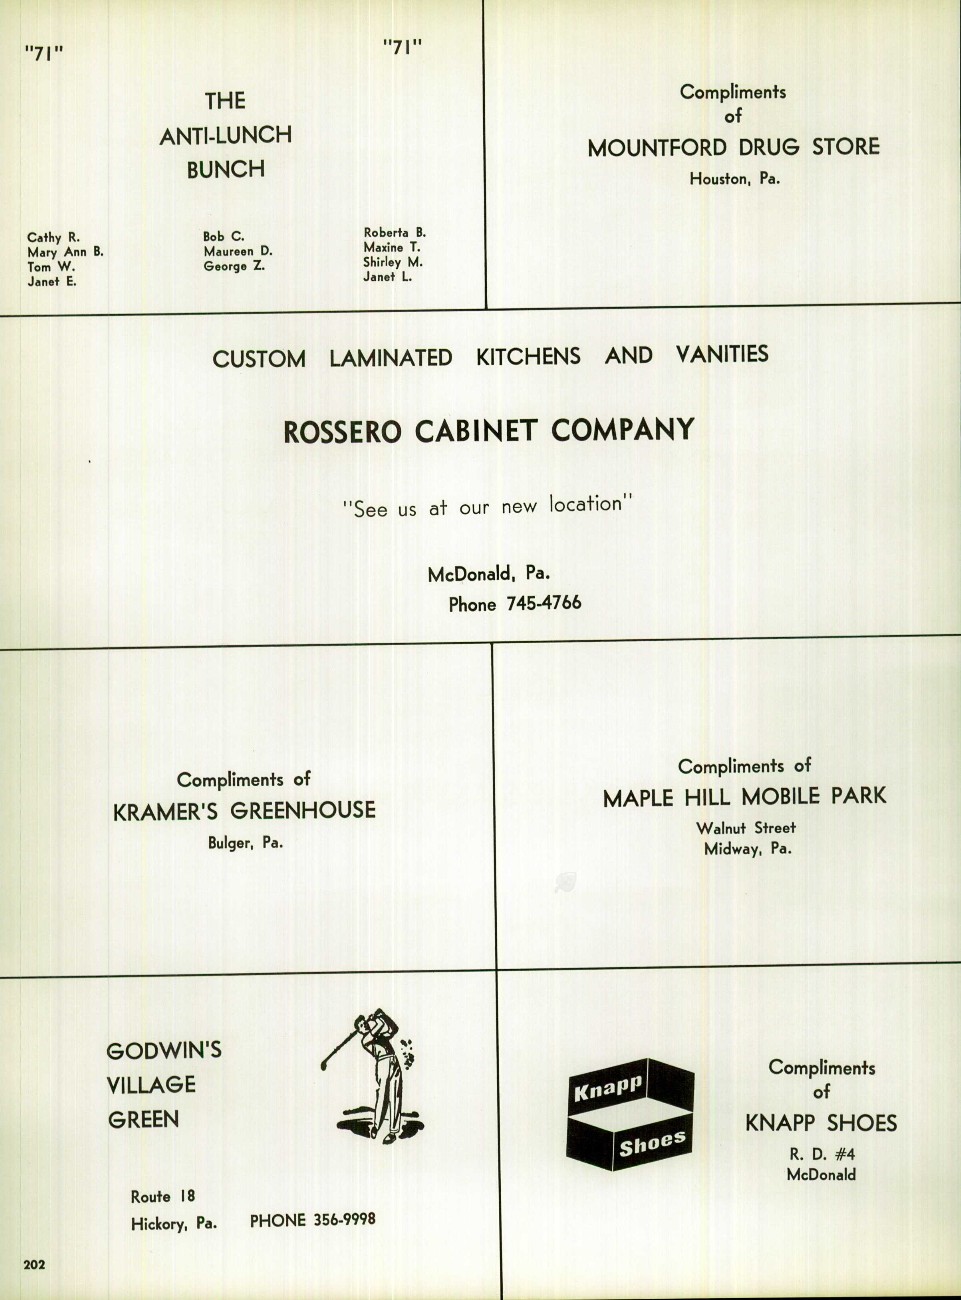 "71" "71"
THE
ANTI-LUNCH
BUNCH
Cathy R.
Mary Ann B.
Tom W.
Janet E.
Bob C.
Maureen D.
George Z.
Roberta B.
Maxine T.
Shirley M.
Janet L.
Compliments
of
MOUNTFORD DRUG STORE
Houston, Pa.
CUSTOM LAMINATED KITCHENS AND VANITIES
ROSSERO CABINET COMPANY
"See us at our new location"
McDonald, Pa.
Phone 745-4766
Compliments of
KRAMER'S GREENHOUSE
Bulger, Pa.
Compliments of
MAPLE HILL MOBILE PARK
Walnut Street
Midway, Pa.
GODWIN'S
VILLAGE
GREEN
Route 18
Hickory, Pa. PHONE 356-9998
Knapp
Shoes
Compliments
of
KNAPP SHOES
R. D. #4
McDonald
202